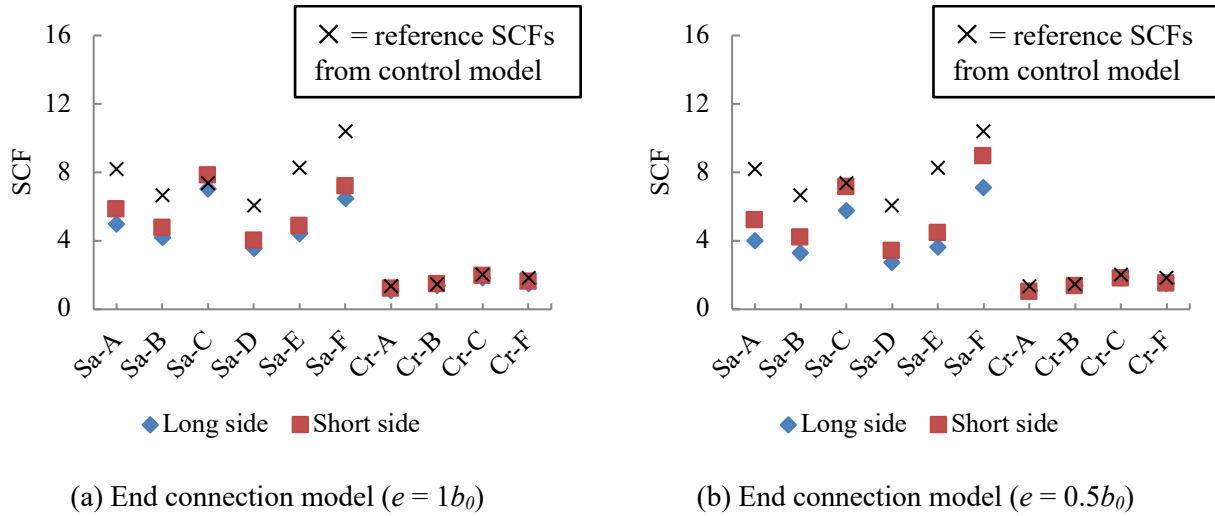 16
12
8
4
0
SCF
× = reference SCFs
from control model
Sa-A
Sa-B
Sa-C
Sa-D
Sa-E
Sa-F
Cr-A
Cr-B
Cr-C
Cr-F
Long side
Short side
(a) End connection model (e = 1b0)
16
12
8
4
0
SCF
× = reference SCFs
from control model
Sa-A
Sa-B
Sa-C
Sa-D
Sa-E
Sa-F
Cr-A
Cr-B
Cr-C
Cr-F
Long side
Short side
(b) End connection model (e = 0.5b0)